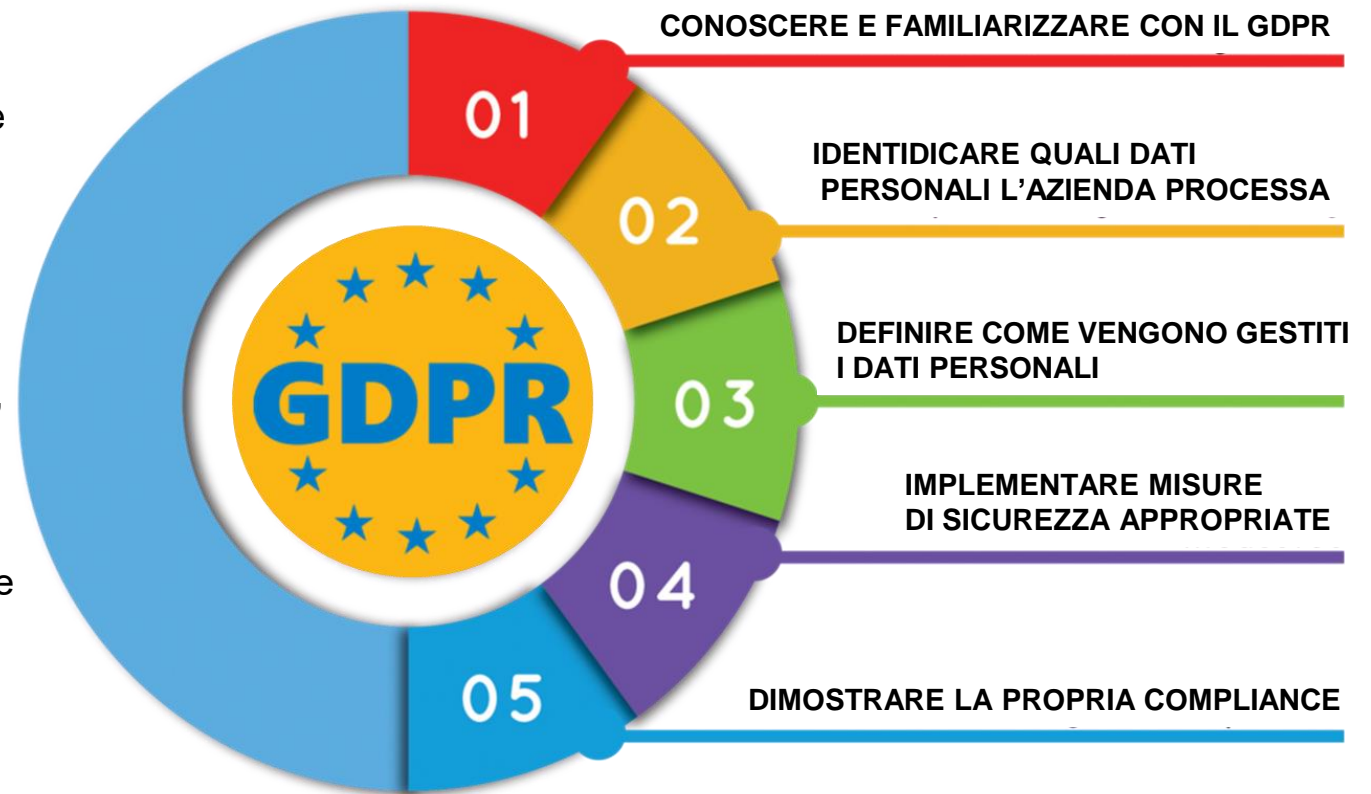 CONOSCERE E FAMILIARIZZARE CON IL GDPR
01
IDENTIDICARE QUALI DATI
PERSONALI L'AZIENDA PROCESSA
02
DEFINIRE COME VENGONO GESTITI
I DATI PERSONALI
03
GDPR
IMPLEMENTARE MISURE
DI SICUREZZA APPROPRIATE
04
DIMOSTRARE LA PROPRIA COMPLIANCE
05